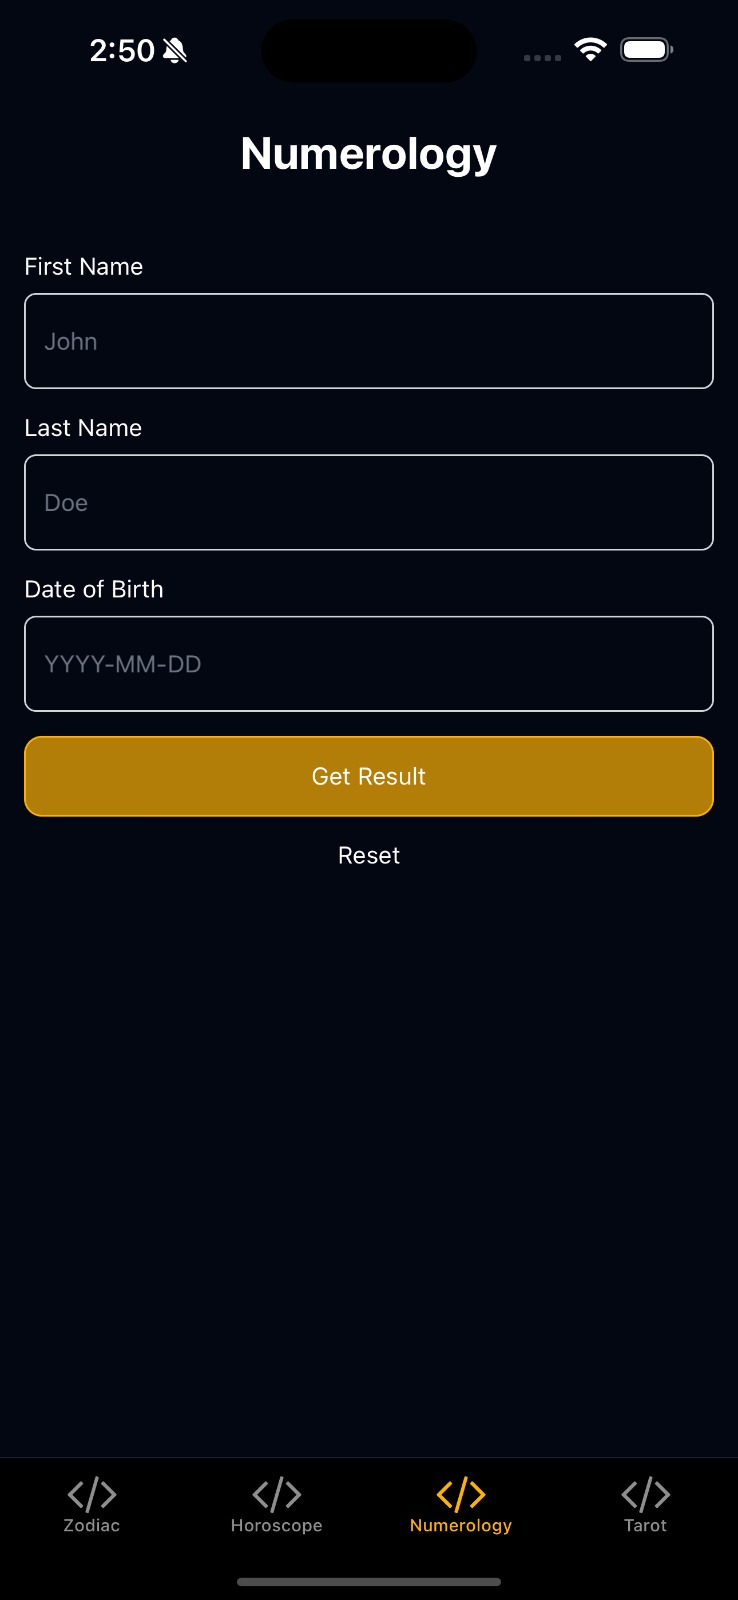 2:50
Numerology
First Name
John
Last Name
Doe
Date of Birth
YYYY-MM-DD
Get Result
Reset
Zodiac
Horoscope
Numerology
Tarot